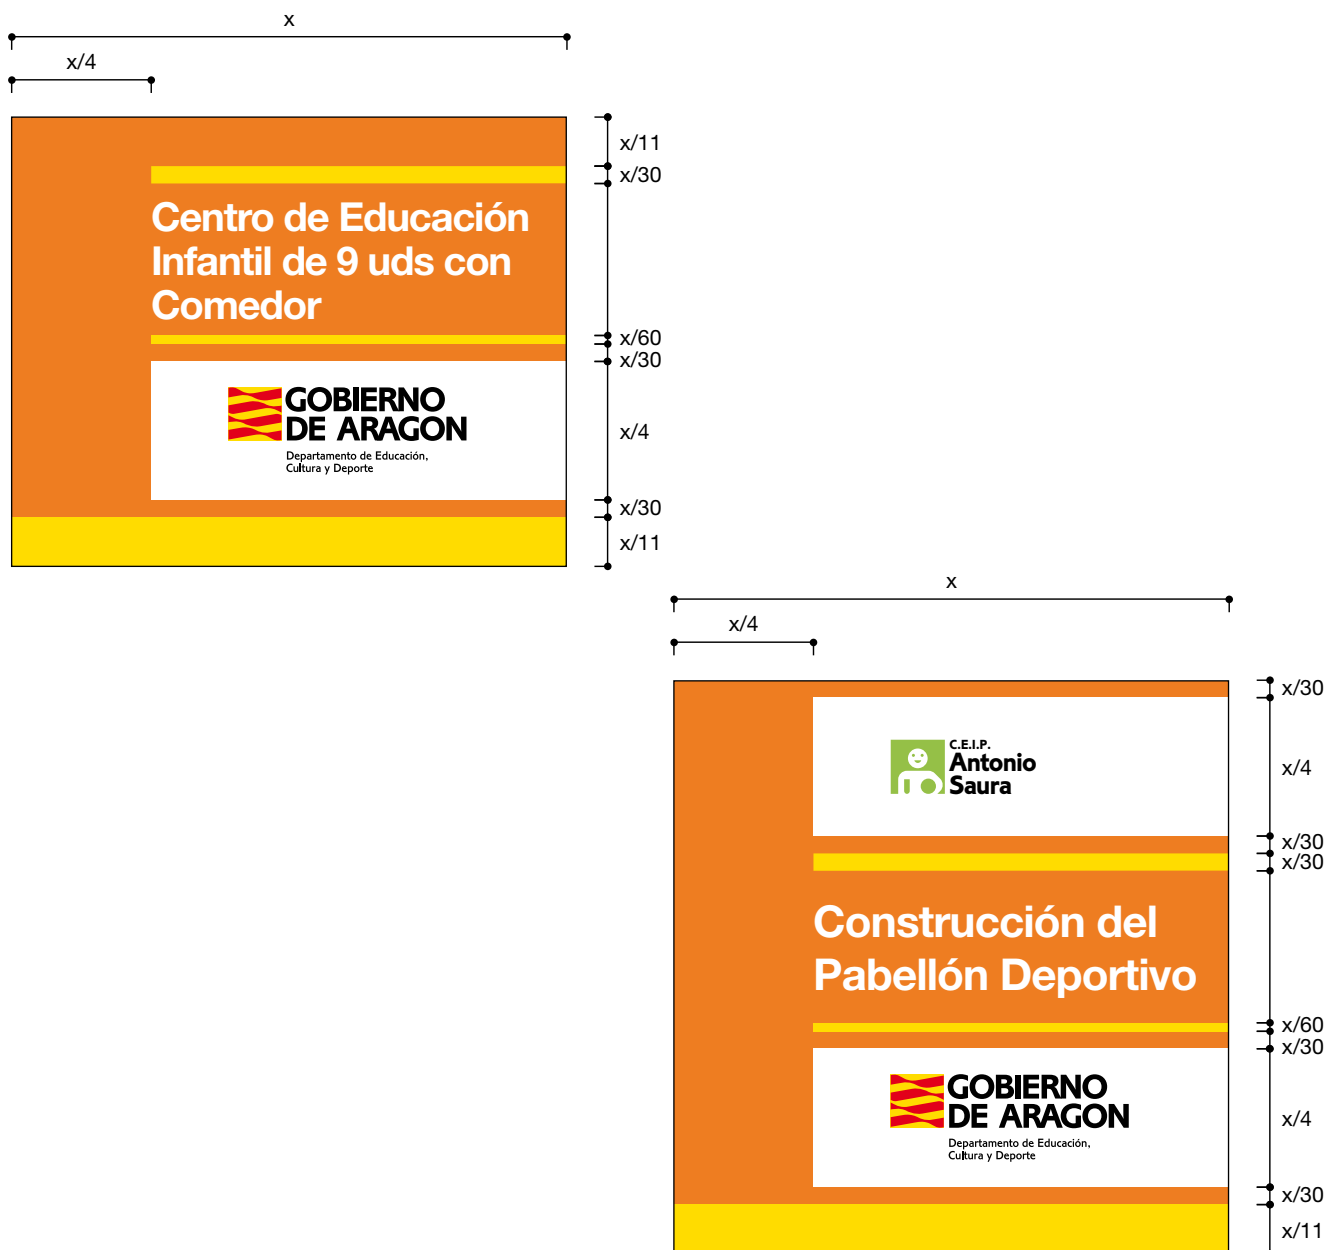 x
x/4
x/11
x/30
Centro de Educación
Infantil de 9 uds con
Comedor
x/60
x/30
GOBIERNO
DE ARAGON
Departamento de Educación,
Cultura y Deporte
x/4
x/30
x/11
x
x/4
x/30
C.E.I.P.
Antonio
Saura
x/4
x/30
x/30
Construcción del
Pabellón Deportivo
x/60
x/30
GOBIERNO
DE ARAGON
Departamento de Educación,
Cultura y Deporte
x/4
x/30
x/11